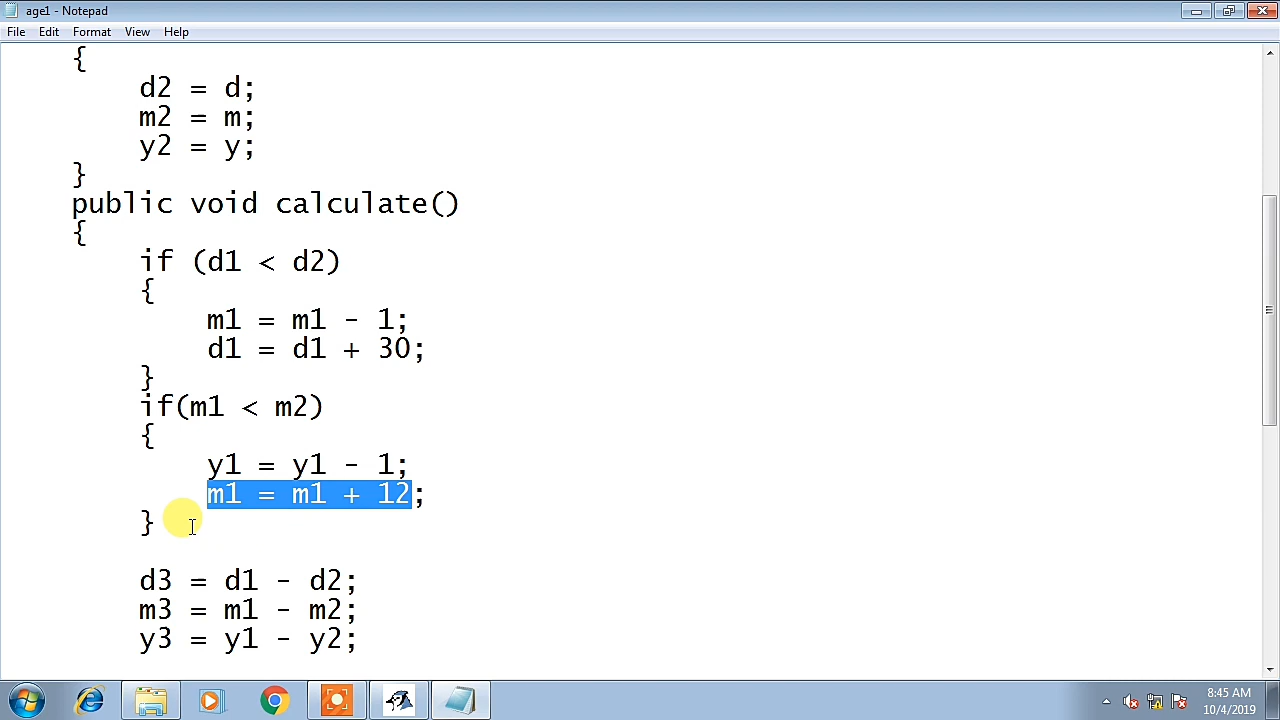 age1 - Notepad
File Edit Format View Help
{
d2 = d;
m2 = m;
y2 = y;
}
public void calculate()
{
if (d1 < d2)
{
m1 = m1 - 1;
d1 = d1 + 30;
}
if(m1 < m2)
{
y1 = y1 - 1;
m1 = m1 + 12;
}
d3 = d1 - d2;
m3 = m1 - m2;
y3 = y1 - y2;
8:45 AM
10/4/2019